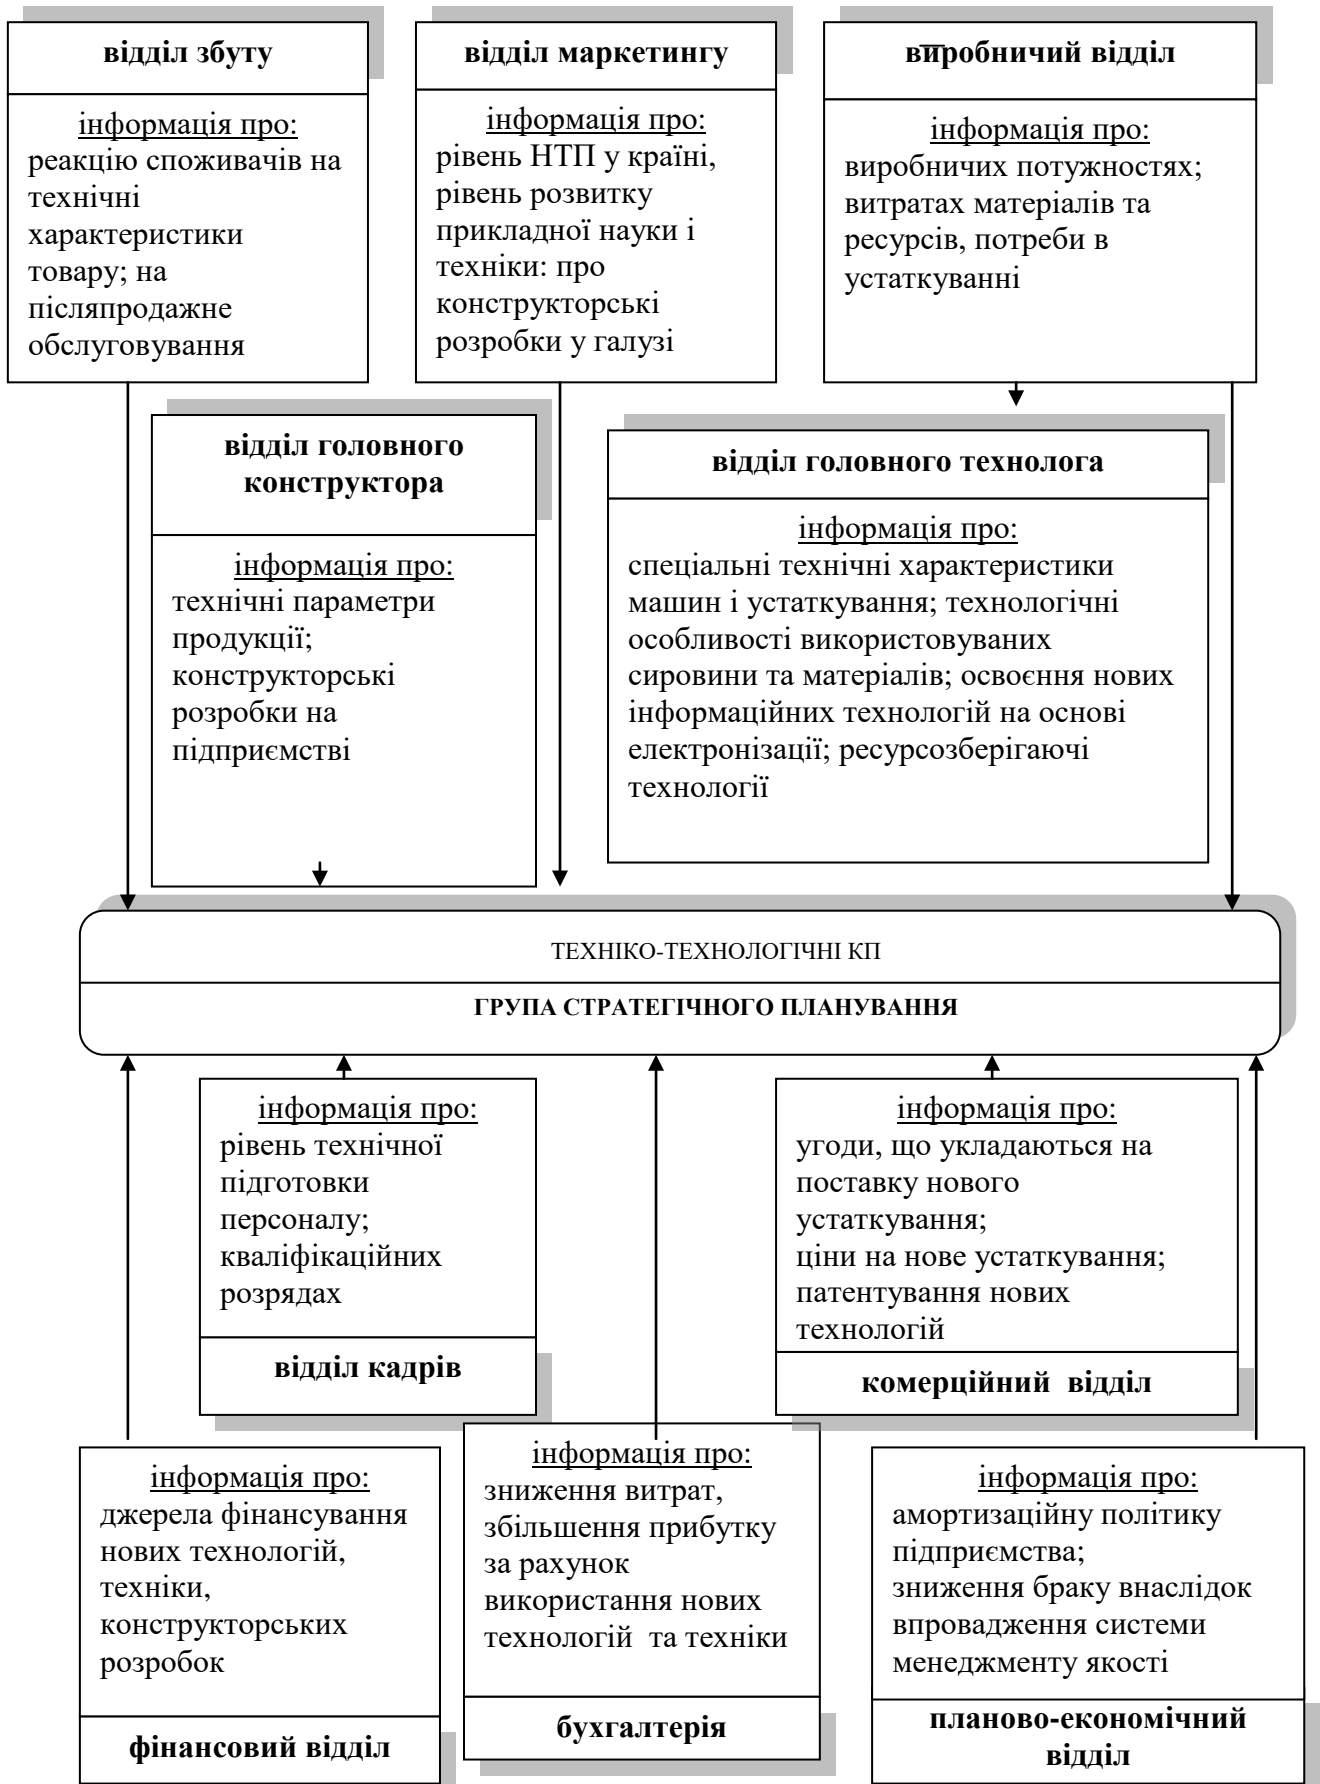 відділ збуту
інформація про:
реакцію споживачів на
технічні
характеристики
товару; на
післяпродажне
обслуговування
відділ маркетингу
інформація про:
рівень НТП у країні,
рівень розвитку
прикладної науки і
техніки: про
конструкторські
розробки у галузі
виробничий відділ
інформація про:
виробничих потужностях;
витратах матеріалів та
ресурсів, потреби в
устаткуванні
відділ головного
конструктора
інформація про:
технічні параметри
продукції;
конструкторські
розробки на
підприємстві
відділ головного технолога
інформація про:
спеціальні технічні характеристики
машин і устаткування; технологічні
особливості використовуваних
сировини та матеріалів; освоєння нових
інформаційних технологій на основі
електронізації; ресурсозберігаючі
технології
ТЕХНІКО-ТЕХНОЛОГІЧНІ КП
ГРУПА СТРАТЕГІЧНОГО ПЛАНУВАННЯ
інформація про:
рівень технічної
підготовки
персоналу;
кваліфікаційних
розрядах
відділ кадрів
інформація про:
угоди, що укладаються на
поставку нового
устаткування;
ціни на нове устаткування;
патентування нових
технологій
комерційний відділ
інформація про:
джерела фінансування
нових технологій,
техніки,
конструкторських
розробок
фінансовий відділ
інформація про:
зниження витрат,
збільшення прибутку
за рахунок
використання нових
технологій та техніки
бухгалтерія
інформація про:
амортизаційну політику
підприємства;
зниження браку внаслідок
впровадження системи
менеджменту якості
планово-економічний
відділ